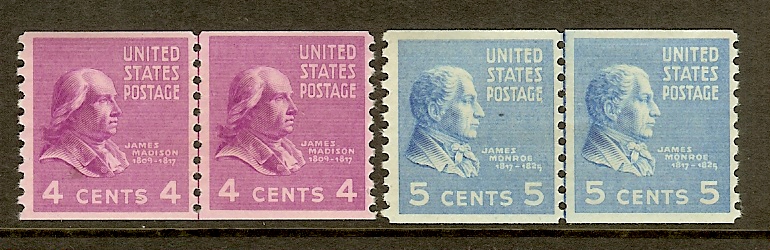 UNITED
STATES
POSTAGE
JAMES
MADISON
1809-1817
4 CENTS 4
UNITED
STATES
POSTAGE
JAMES
MADISON
1809-1817
4 CENTS 4
UNITED
STATES
POSTAGE
JAMES
MONROE
1817-1825
5 CENTS 5
UNITED
STATES
POSTAGE
JAMES
MONROE
1817-1825
5 CENTS 5